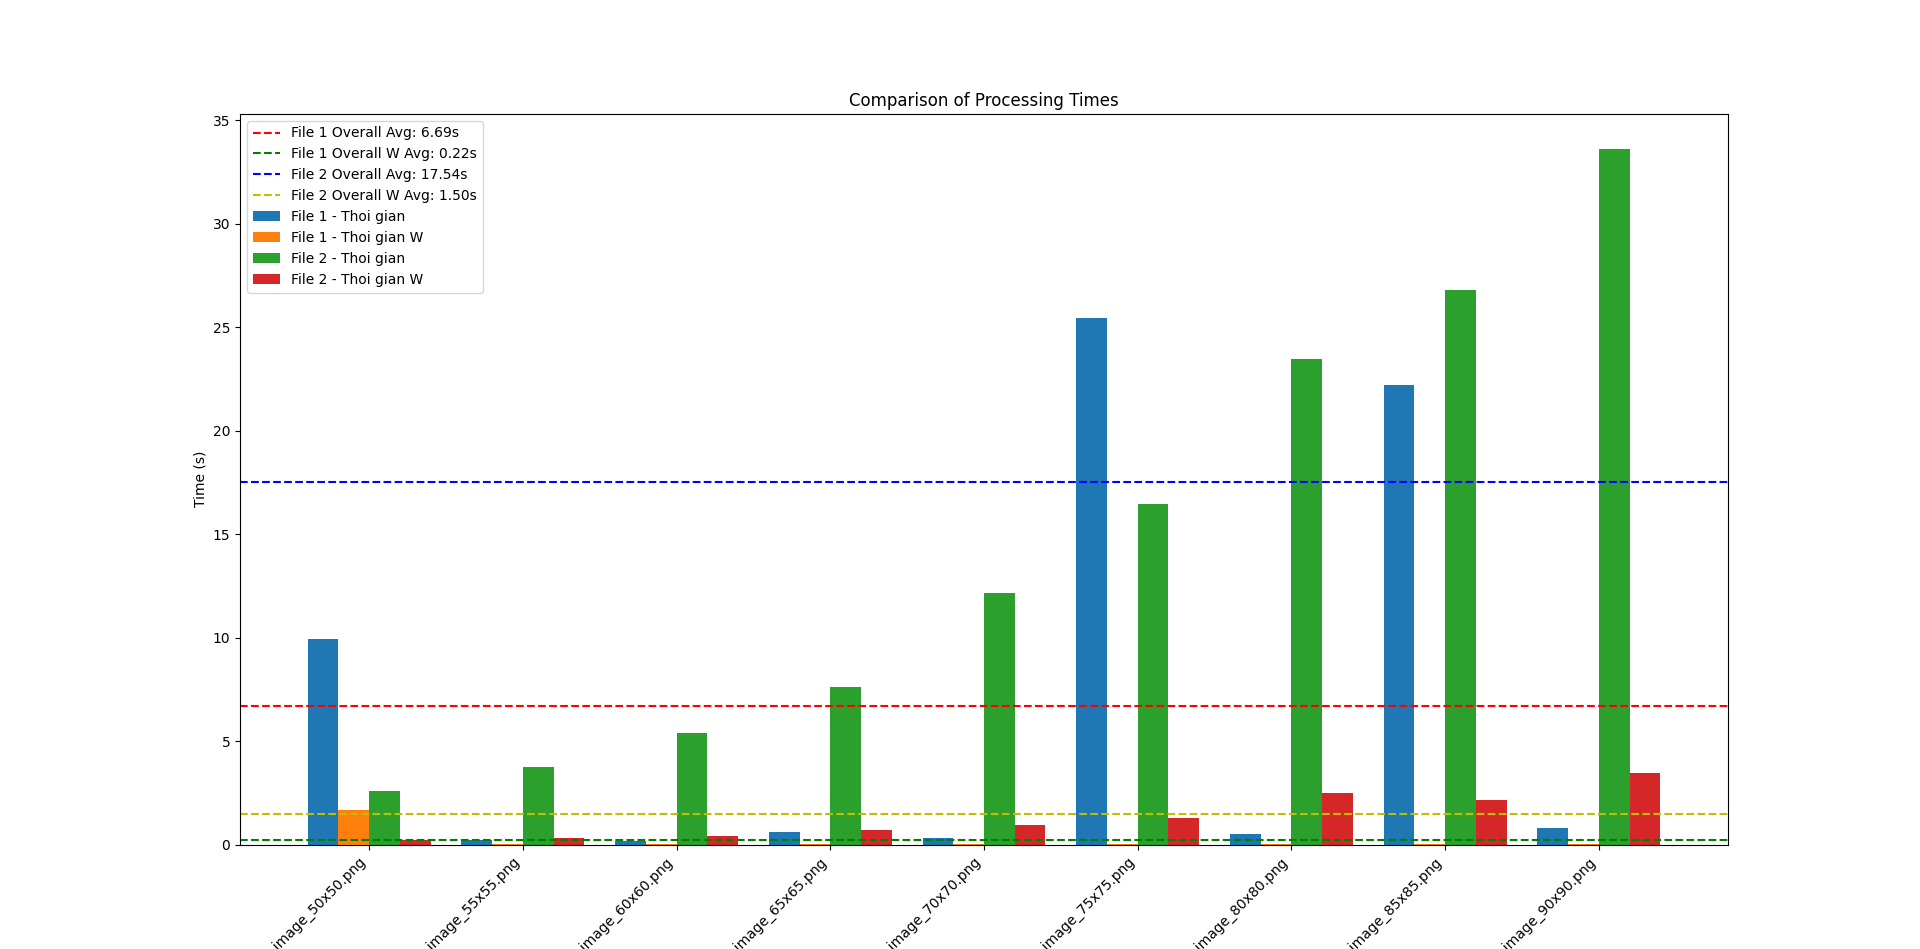 Comparison of Processing Times
35
30
25
20
15
10
5
0
Time (s)
File 1 Overall Avg: 6.69s
File 1 Overall W Avg: 0.22s
File 2 Overall Avg: 17.54s
File 2 Overall W Avg: 1.50s
File 1 - Thoi gian
File 1 - Thoi gian W
File 2 - Thoi gian
File 2 - Thoi gian W
image_50x50.png
image_55x55.png
image_60x60.png
image_65x65.png
image_70x70.png
image_75x75.png
image_80x80.png
image_85x85.png
image_90x90.png